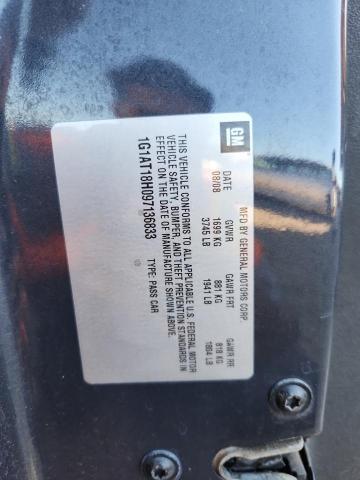 GM
MFD BY GENERAL MOTORS CORP
DATE GVWR GAWR FRT GAWR RR
08/08 1699 KG 881 KG 818 KG
3745 LB 1941 LB 1804 LB
THIS VEHICLE CONFORMS TO ALL APPLICABLE U.S. FEDERAL MOTOR
VEHICLE SAFETY, BUMPER, AND THEFT PREVENTION STANDARDS IN
EFFECT ON THE DATE OF MANUFACTURE SHOWN ABOVE.
1G1AT18H097136833 TYPE: PASS CAR